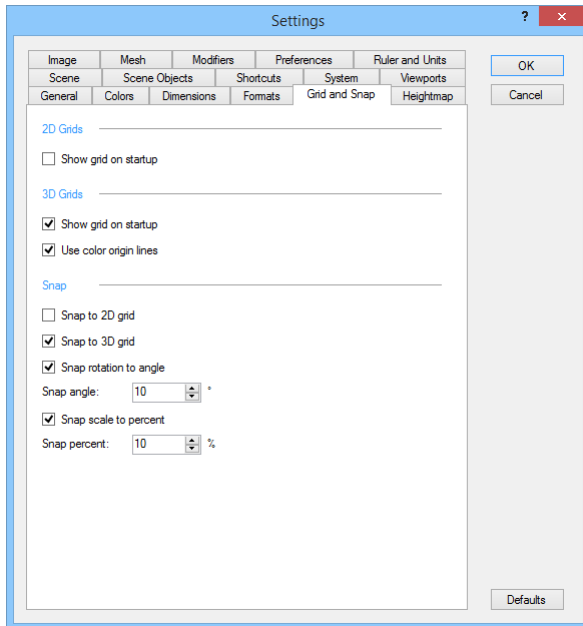 Settings
?
Image Mesh Modifiers Preferences Ruler and Units
OK
Scene Scene Objects Shortcuts System Viewports
General Colors Dimensions Formats Grid and Snap Heightmap
Cancel
2D Grids
Show grid on startup
3D Grids
Show grid on startup
Use color origin lines
Snap
Snap to 2D grid
Snap to 3D grid
Snap rotation to angle
Snap angle: 10 °
Snap scale to percent
Snap percent: 10 %
Defaults